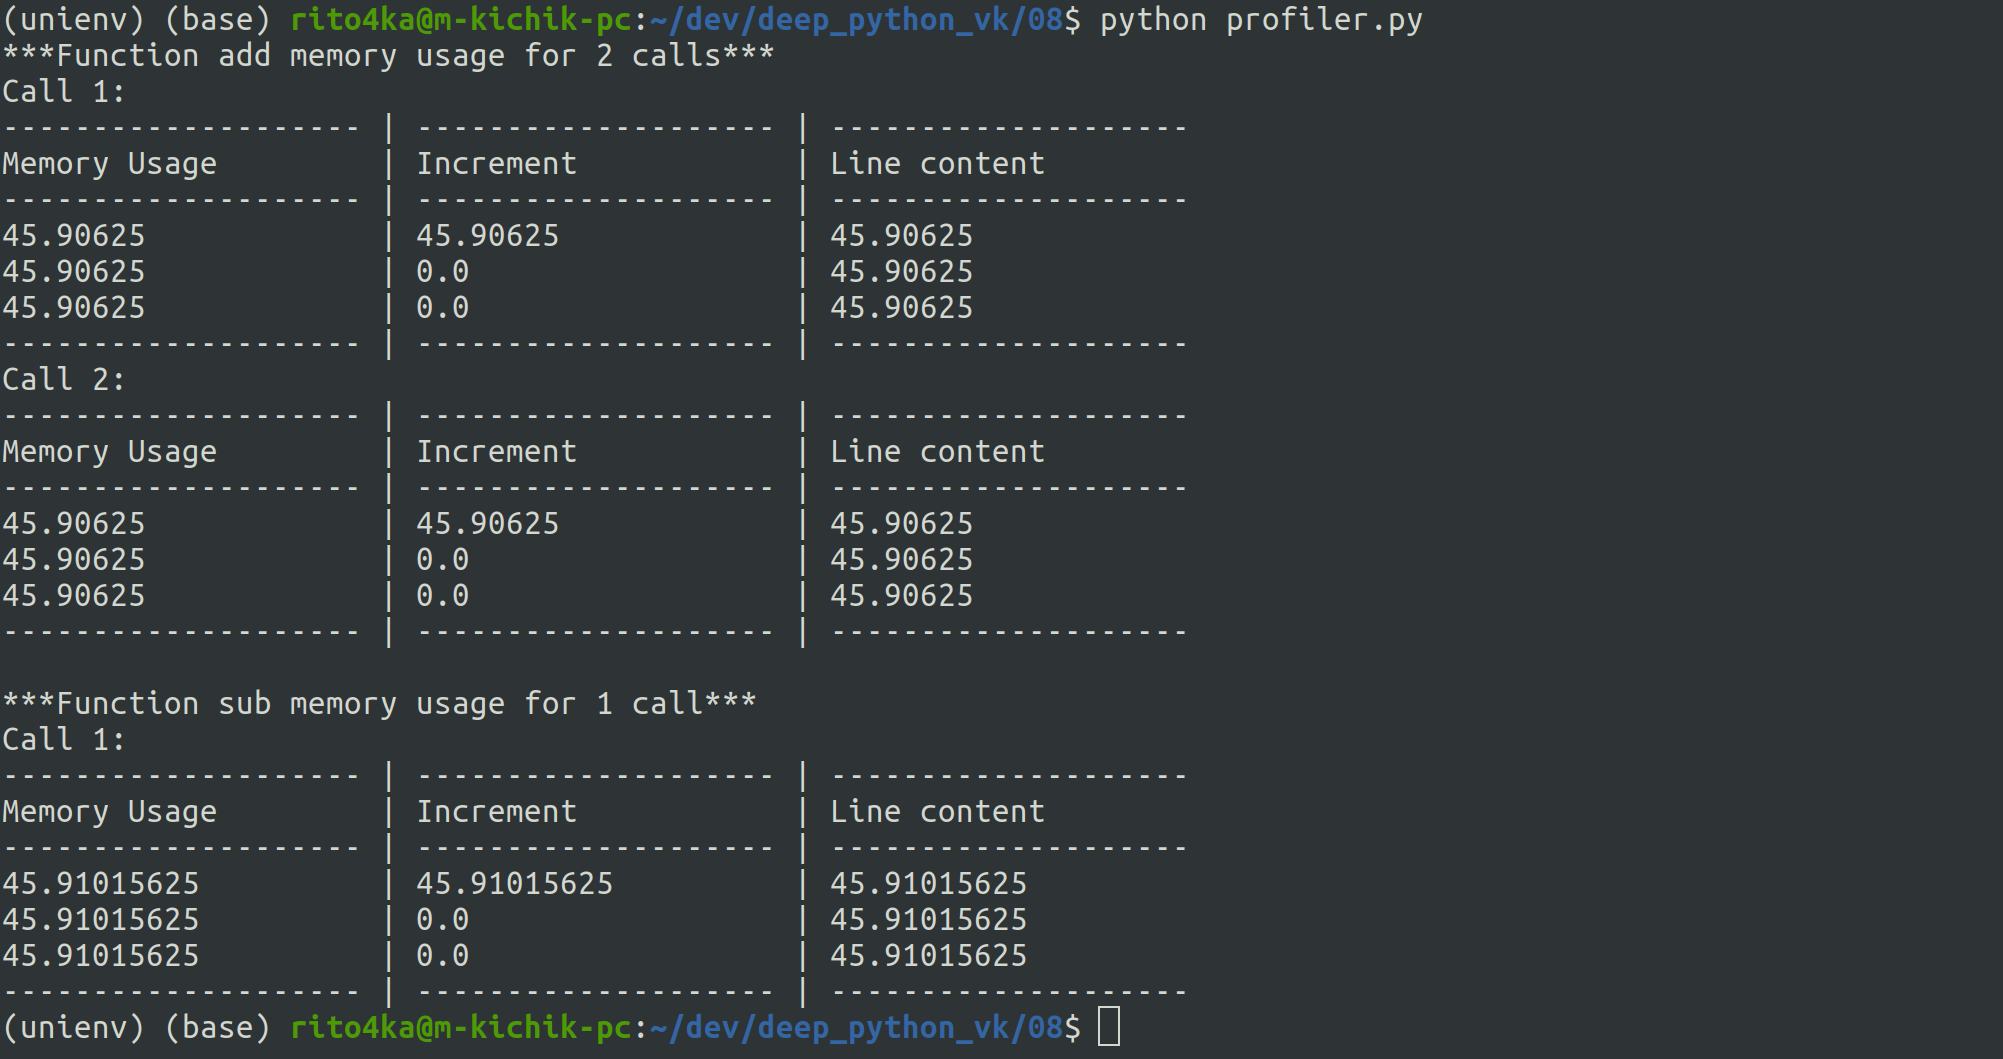 (unienv) (base) rito4ka@m-kichik-pc:~/dev/deep_python_vk/08$ python profiler.py
***Function add memory usage for 2 calls***
Call 1:
-------------------- | -------------------- | --------------------
Memory Usage         | Increment            | Line content
-------------------- | -------------------- | --------------------
45.90625             | 45.90625             | 45.90625
45.90625             | 0.0                  | 45.90625
45.90625             | 0.0                  | 45.90625
-------------------- | -------------------- | --------------------
Call 2:
-------------------- | -------------------- | --------------------
Memory Usage         | Increment            | Line content
-------------------- | -------------------- | --------------------
45.90625             | 45.90625             | 45.90625
45.90625             | 0.0                  | 45.90625
45.90625             | 0.0                  | 45.90625
-------------------- | -------------------- | --------------------

***Function sub memory usage for 1 call***
Call 1:
-------------------- | -------------------- | --------------------
Memory Usage         | Increment            | Line content
-------------------- | -------------------- | --------------------
45.91015625          | 45.91015625          | 45.91015625
45.91015625          | 0.0                  | 45.91015625
45.91015625          | 0.0                  | 45.91015625
-------------------- | -------------------- | --------------------
(unienv) (base) rito4ka@m-kichik-pc:~/dev/deep_python_vk/08$